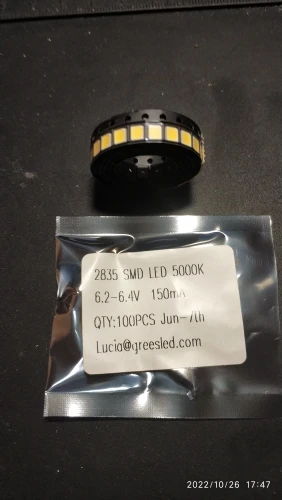 2835 SMD LED 5000K
6.2-6.4V 150mA
QTY:100PCS Jun-7th
Lucia@greesled.com
2022/10/26 17:47